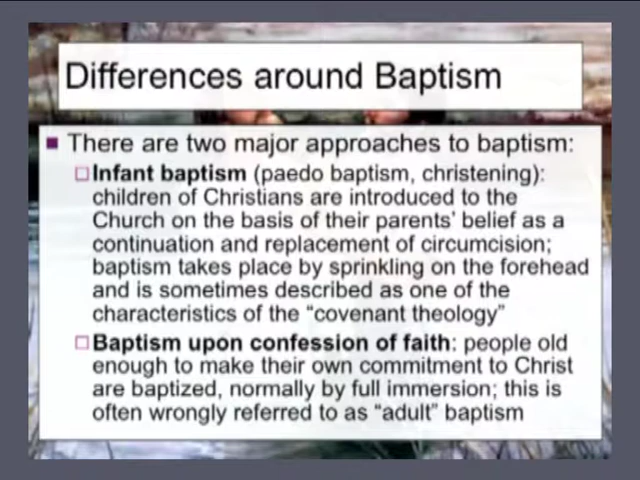 Differences around Baptism
There are two major approaches to baptism:
Infant baptism (paedo baptism, christening):
children of Christians are introduced to the
Church on the basis of their parents' belief as a
continuation and replacement of circumcision;
baptism takes place by sprinkling on the forehead
and is sometimes described as one of the
characteristics of the “covenant theology”
Baptism upon confession of faith: people old
enough to make their own commitment to Christ
are baptized, normally by full immersion; this is
often wrongly referred to as “adult” baptism